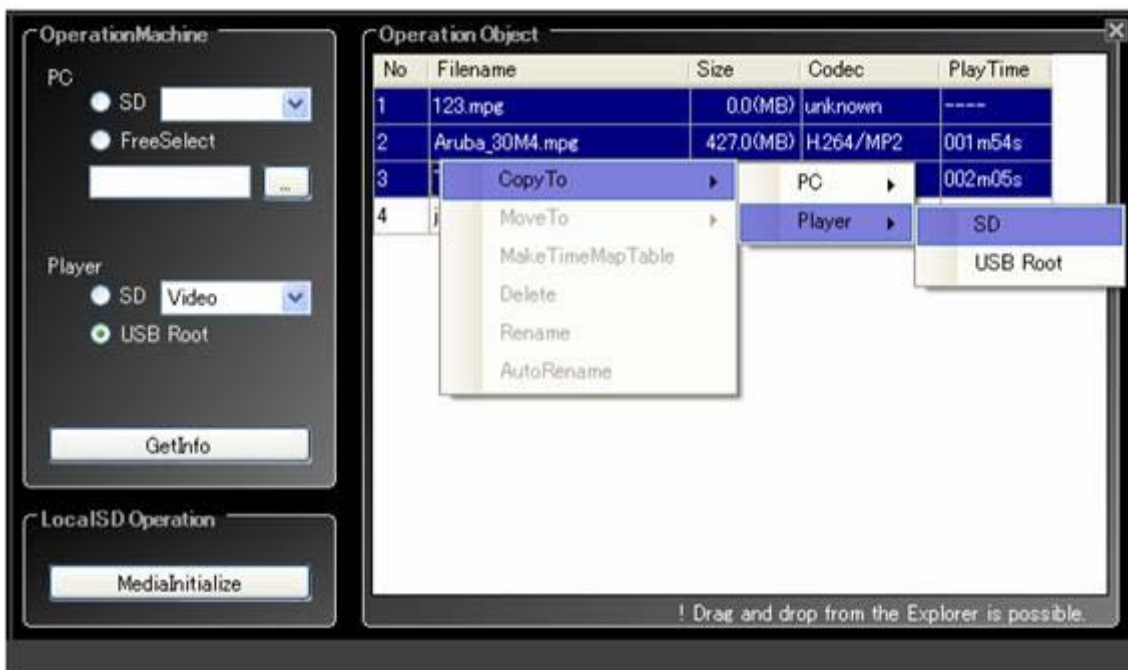 OperationMachine
PC
SD
FreeSelect
...
Player
SD Video
USB Root
GetInfo
LocalSD Operation
MediaInitialize
Operation Object
No Filename Size Codec PlayTime
1 123.mpg 0.0(MB) unknown ----
2 Aruba_30M4.mpg 427.0(MB) H.264/MP2 001m54s
3 002m05s
4 j
CopyTo
MoveTo
MakeTimeMapTable
Delete
Rename
AutoRename
PC
Player
SD
USB Root
! Drag and drop from the Explorer is possible.